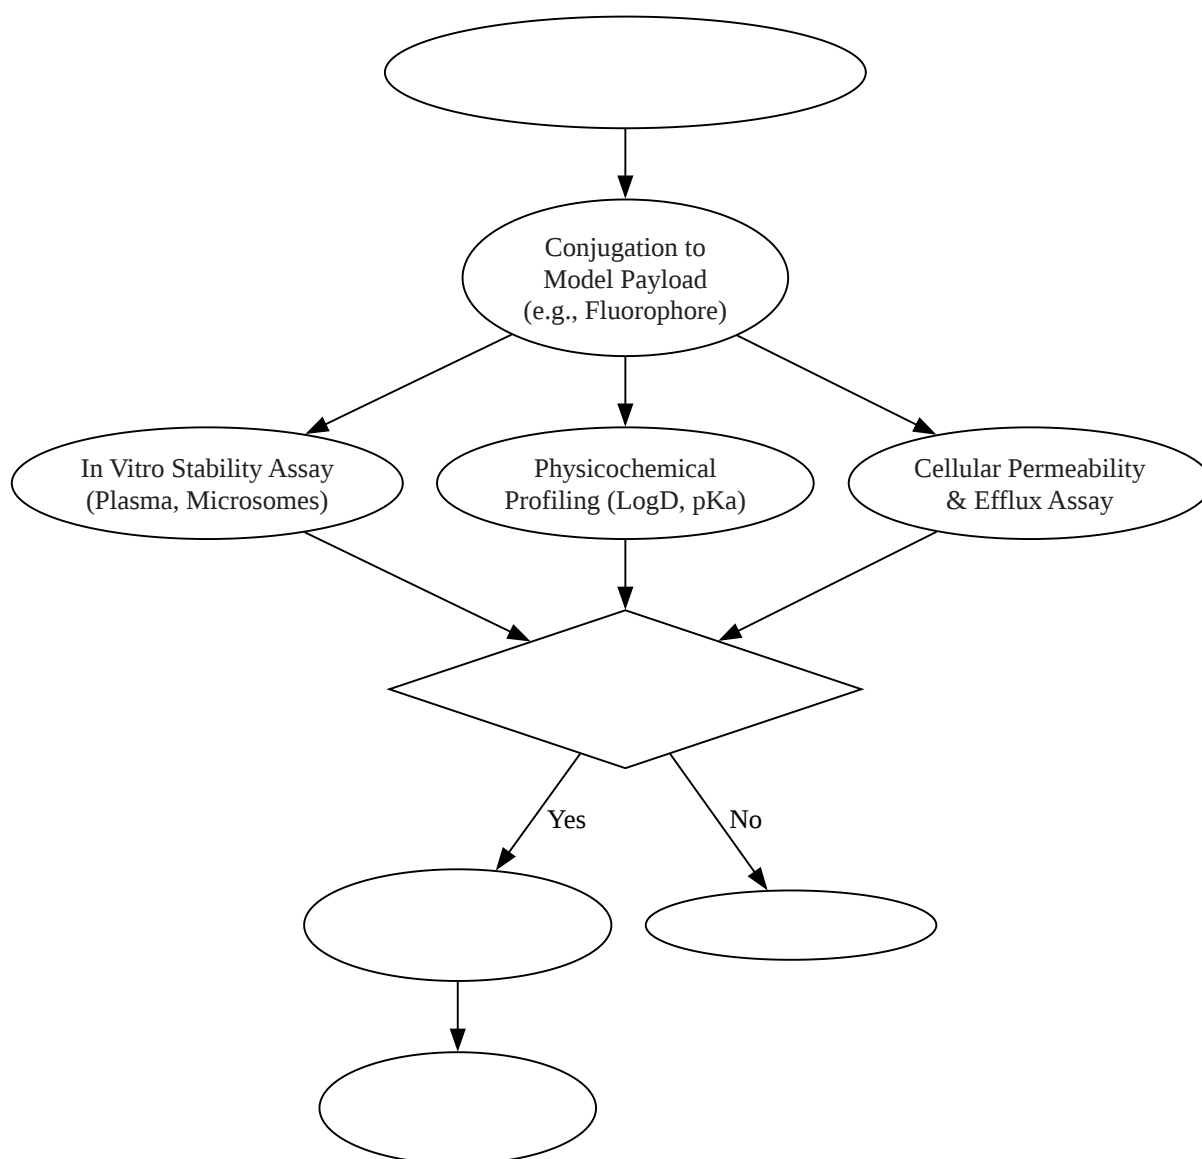 Conjugation to
Model Payload
(e.g., Fluorophore)
In Vitro Stability Assay
(Plasma, Microsomes)
Physicochemical
Profiling (LogD, pKa)
Cellular Permeability
& Efflux Assay
Yes
No